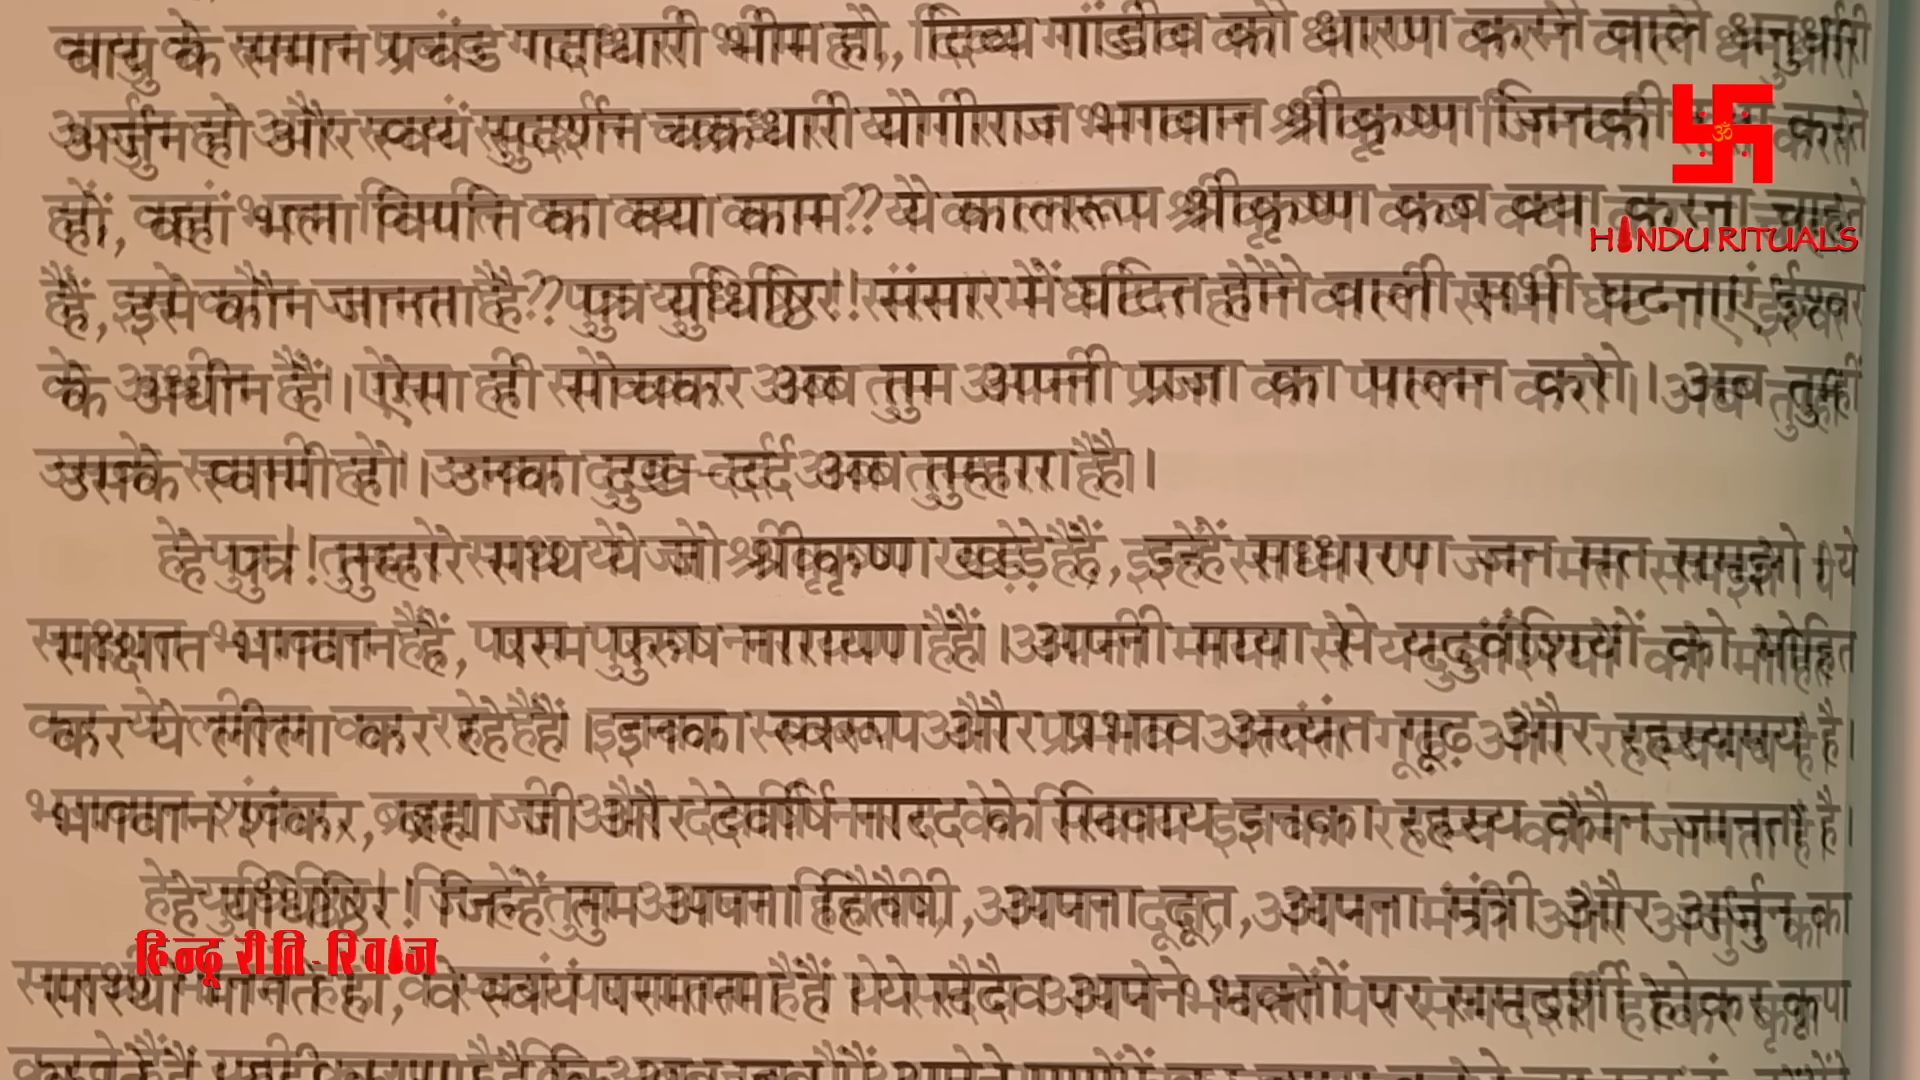 वायु के समान प्रचंड गदाधारी भीम हों, दिव्य गांडीव को धारण करने वाले धनुर्धारी
अर्जुन हो और स्वयं सुदर्शन चक्रधारी योगीराज भगवान श्रीकृष्ण जिनकी करते
हों, वहां भला विपत्ति का क्या काम? ये कालरूप श्रीकृष्ण कब क्या करना चाहते
HINDU RITUALS
हैं, इसे कौन जानता है? पुत्र युधिष्ठिर! संसार में घटित होने वाली सभी घटनाएं ईश्वर
के अधीन हैं। ऐसा ही सोचकर अब तुम अपनी प्रजा का पालन करो। अब तुम्हीं
उसके स्वामी हो। उनका दुख-दर्द अब तुम्हारा है।
हे पुत्र! तुम्हारे साथ ये जो श्रीकृष्ण खड़े हैं, इन्हें साधारण जन मत समझो। ये
साक्षात भगवान हैं, परम पुरुष नारायण हैं। अपनी माया से यदुवंशियों को मोहित
कर ये लीला कर रहे हैं। इनका स्वरूप और प्रभाव अत्यंत गूढ़ और रहस्यमय है।
भगवान शंकर, ब्रह्मा जी और देवर्षि नारद के सिवाय इनका रहस्य कौन जानता है।
हे युधिष्ठिर! जिन्हें तुम अपना हितैषी, अपना दूत, अपना मंत्री और अर्जुन का
हिन्दू रीति-रिवाज
सारथी मानते हो, वे स्वयं परमात्मा हैं। ये सदैव अपने भक्तों पर समदर्शी होकर कृपा